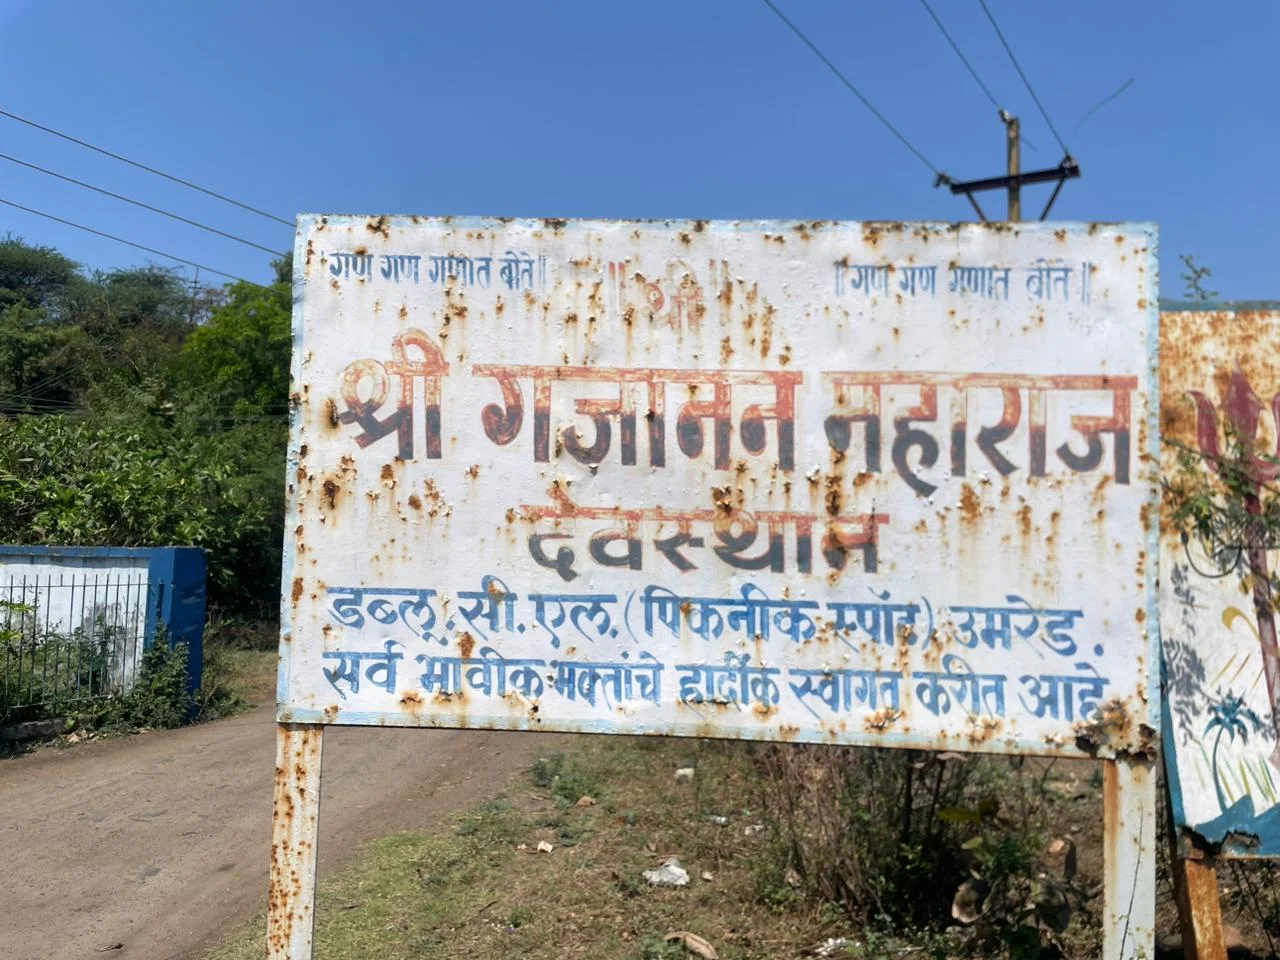 गण गण गणात बोते॥ ॥श्री॥ ॥गण गण गणात बोते॥
श्री गजानन महाराज
देवस्थान
डब्लू.सी.एल.(पिकनीक स्पॉट) उमरेड.
सर्व भावीक भक्तांचे हार्दीक स्वागत करीत आहे.